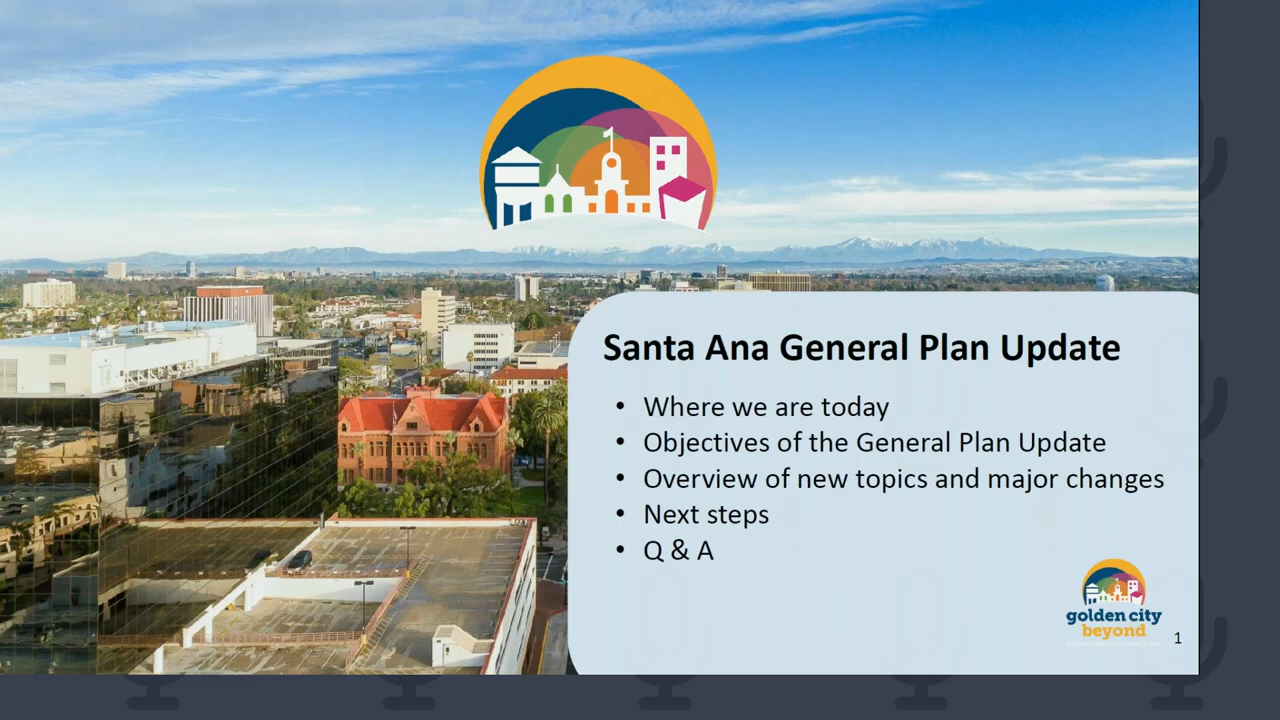 Santa Ana General Plan Update
• Where we are today
• Objectives of the General Plan Update
• Overview of new topics and major changes
• Next steps
• Q & A
golden city
beyond
1